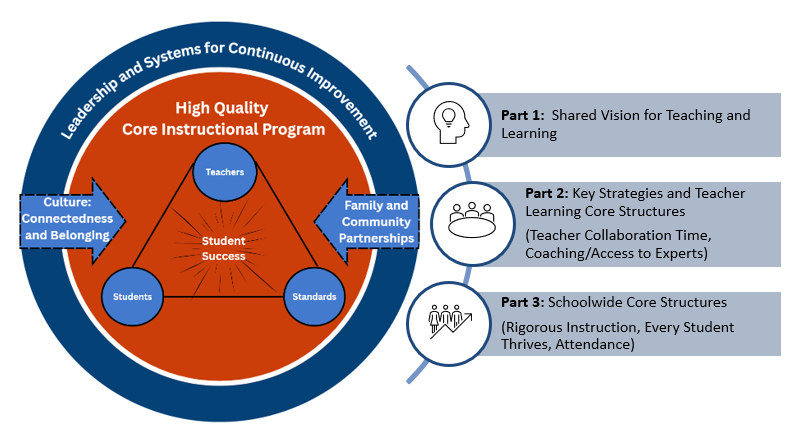 Leadership and Systems for Continuous Improvement
High Quality
Core Instructional Program
Teachers
Culture:
Connectedness
and Belonging
Family and
Community
Partnerships
Student
Success
Students
Standards
Part 1:  Shared Vision for Teaching and
Learning
Part 2: Key Strategies and Teacher
Learning Core Structures
(Teacher Collaboration Time,
Coaching/Access to Experts)
Part 3: Schoolwide Core Structures
(Rigorous Instruction, Every Student
Thrives, Attendance)